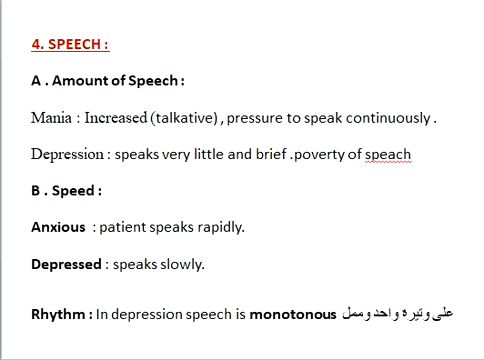 4. SPEECH :
A . Amount of Speech :
Mania : Increased (talkative) , pressure to speak continuously .
Depression : speaks very little and brief .poverty of speach
B . Speed :
Anxious : patient speaks rapidly.
Depressed : speaks slowly.
Rhythm : In depression speech is monotonous على وتيرة واحد وممل